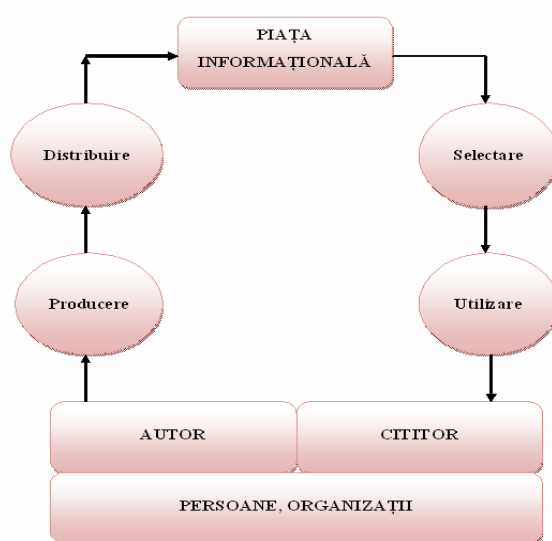 PIAȚA
INFORMAȚIONALĂ
Distribuire
Selectare
Producere
Utilizare
AUTOR
CITITOR
PERSOANE, ORGANIZAȚII